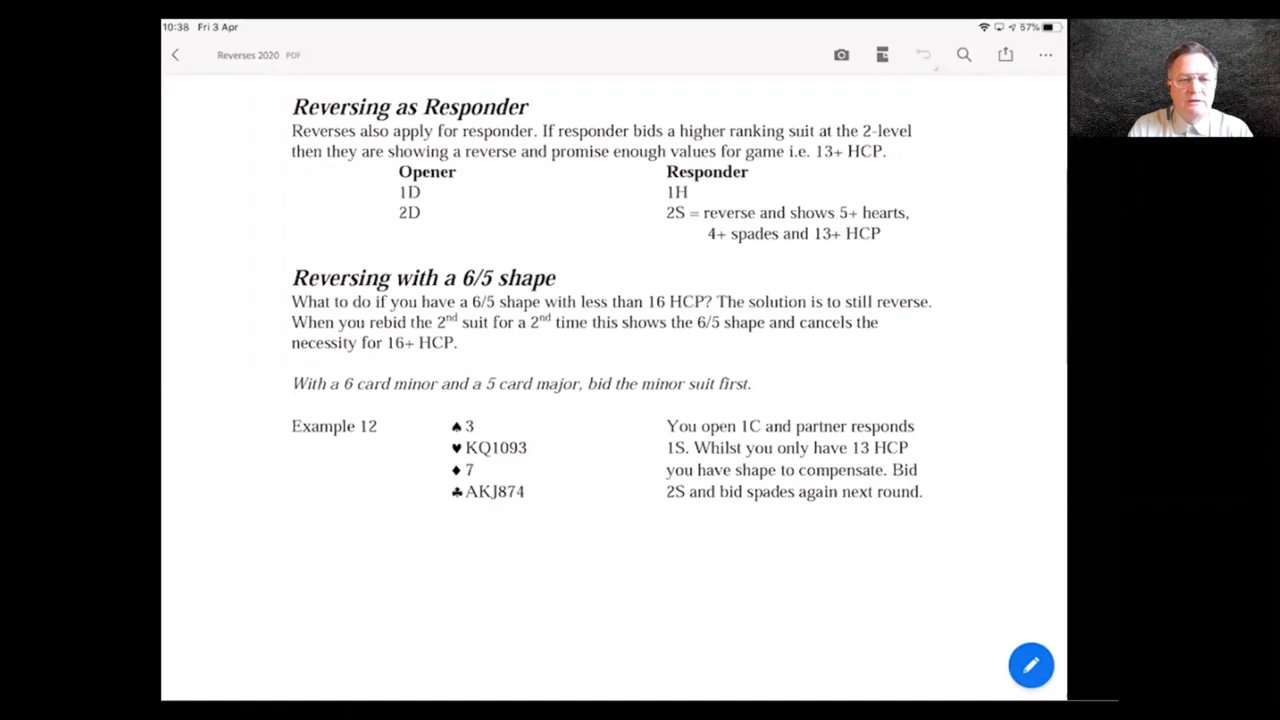 10:38 Fri 3 Apr 57%
Reverses 2020 PDF
Reversing as Responder
Reverses also apply for responder. If responder bids a higher ranking suit at the 2-level
then they are showing a reverse and promise enough values for game i.e. 13+ HCP.
Opener Responder
1D 1H
2D 2S = reverse and shows 5+ hearts,
4+ spades and 13+ HCP
Reversing with a 6/5 shape
What to do if you have a 6/5 shape with less than 16 HCP? The solution is to still reverse.
When you rebid the 2nd suit for a 2nd time this shows the 6/5 shape and cancels the
necessity for 16+ HCP.
With a 6 card minor and a 5 card major, bid the minor suit first.
Example 12 ♠ 3 You open 1C and partner responds
♥ KQ1093 1S. Whilst you only have 13 HCP
♦ 7 you have shape to compensate. Bid
♣ AKJ874 2S and bid spades again next round.